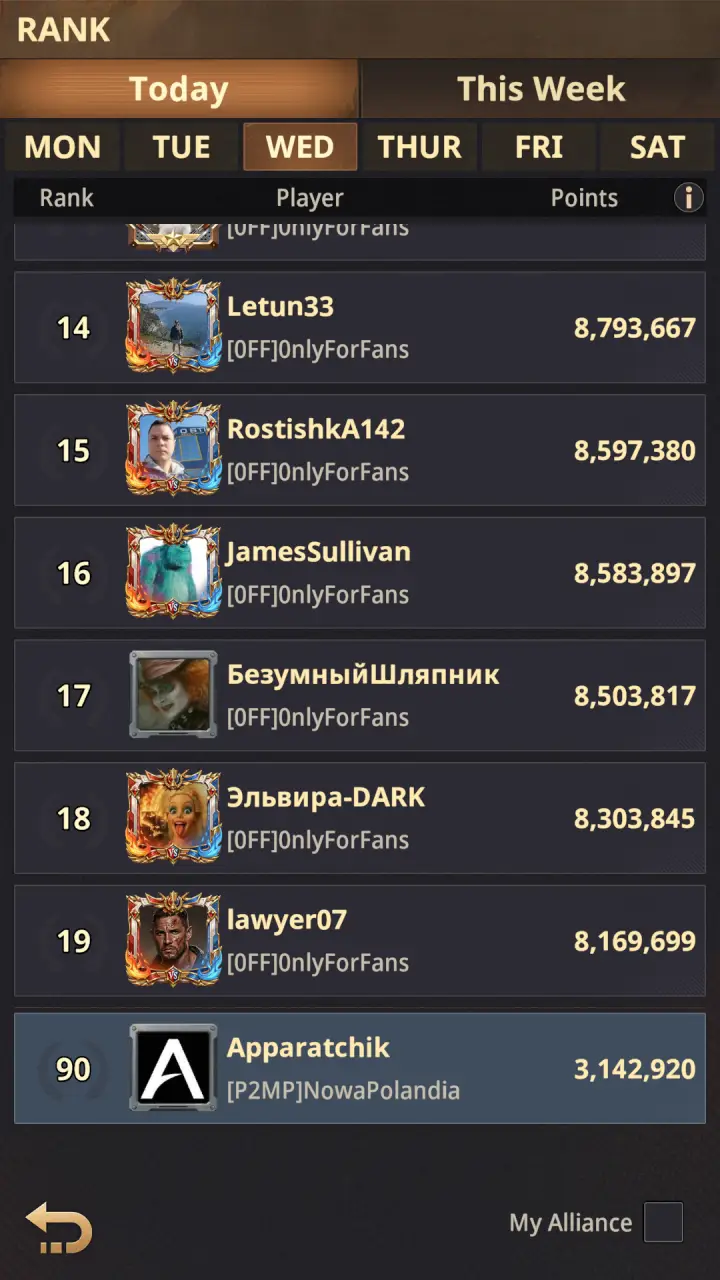 RANK
Today This Week
MON TUE WED THUR FRI SAT
Rank Player Points i
[0FF]0nlyForFans
14 Letun33 8,793,667
[0FF]0nlyForFans
15 RostishkA142 8,597,380
[0FF]0nlyForFans
16 JamesSullivan 8,583,897
[0FF]0nlyForFans
17 БезумныйШляпник 8,503,817
[0FF]0nlyForFans
18 Эльвира-DARK 8,303,845
[0FF]0nlyForFans
19 lawyer07 8,169,699
[0FF]0nlyForFans
90 Apparatchik 3,142,920
[P2MP]NowaPolandia
My Alliance